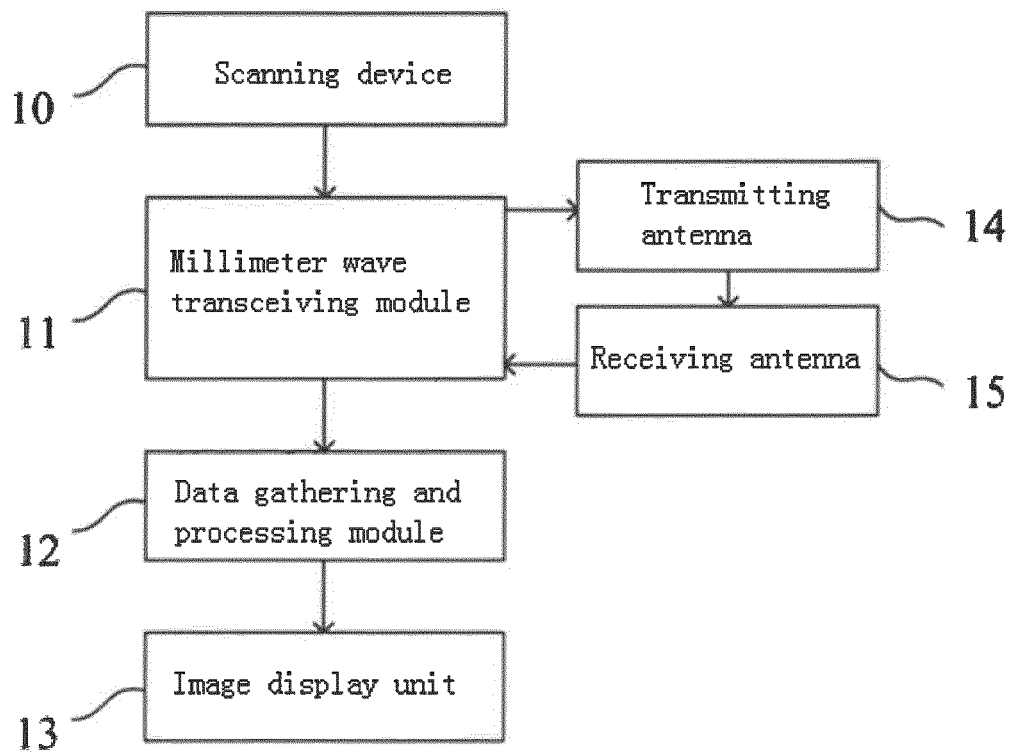 Scanning device
10
Transmitting
antenna
14
Millimeter wave
transceiving module
11
Receiving antenna
15
Data gathering and
processing module
12
Image display unit
13